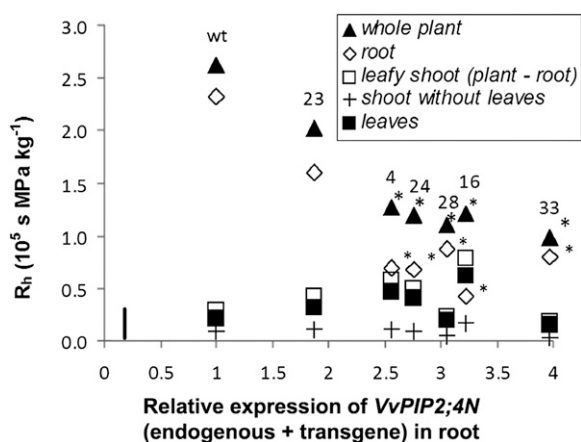 3.0
2.5
2.0
1.5
1.0
0.5
0.0
R_h (10^5 s MPa kg^-1)
wt
23
4
*
24
*
28
*
16
*
33
*
*
*
*
*
*
whole plant
root
leafy shoot (plant - root)
shoot without leaves
leaves
0 0.5 1 1.5 2 2.5 3 3.5 4
Relative expression of VvPIP2;4N
(endogenous + transgene) in root